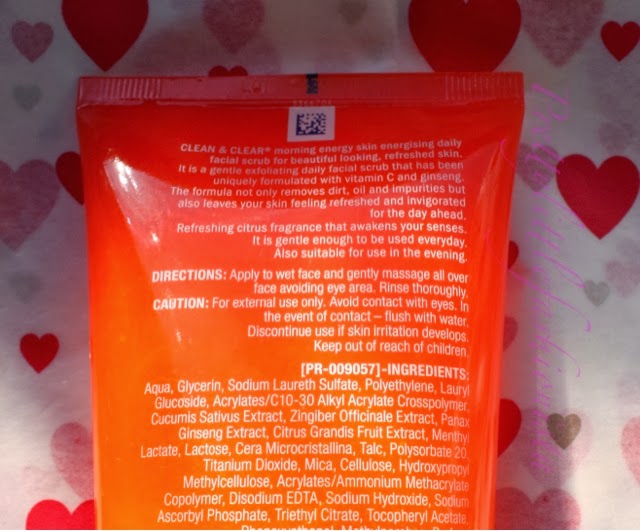 CLEAN & CLEAR® morning energy skin energising daily
facial scrub for beautiful looking, refreshed skin.
It is a gentle exfoliating daily facial scrub that has been
uniquely formulated with vitamin C and ginseng.
The formula not only removes dirt, oil and impurities but
also leaves your skin feeling refreshed and invigorated
for the day ahead.
Refreshing citrus fragrance that awakens your senses.
It is gentle enough to be used everyday.
Also suitable for use in the evening.
DIRECTIONS: Apply to wet face and gently massage all over
face avoiding eye area. Rinse thoroughly.
CAUTION: For external use only. Avoid contact with eyes. In
the event of contact – flush with water.
Discontinue use if skin irritation develops.
Keep out of reach of children.
[PR-009057]-INGREDIENTS:
Aqua, Glycerin, Sodium Laureth Sulfate, Polyethylene, Lauryl
Glucoside, Acrylates/C10-30 Alkyl Acrylate Crosspolymer,
Cucumis Sativus Extract, Zingiber Officinale Extract, Panax
Ginseng Extract, Citrus Grandis Fruit Extract, Menthyl
Lactate, Lactose, Cera Microcristallina, Talc, Polysorbate 20,
Titanium Dioxide, Mica, Cellulose, Hydroxypropyl
Methylcellulose, Acrylates/Ammonium Methacrylate
Copolymer, Disodium EDTA, Sodium Hydroxide, Sodium
Ascorbyl Phosphate, Triethyl Citrate, Tocopheryl Acetate,